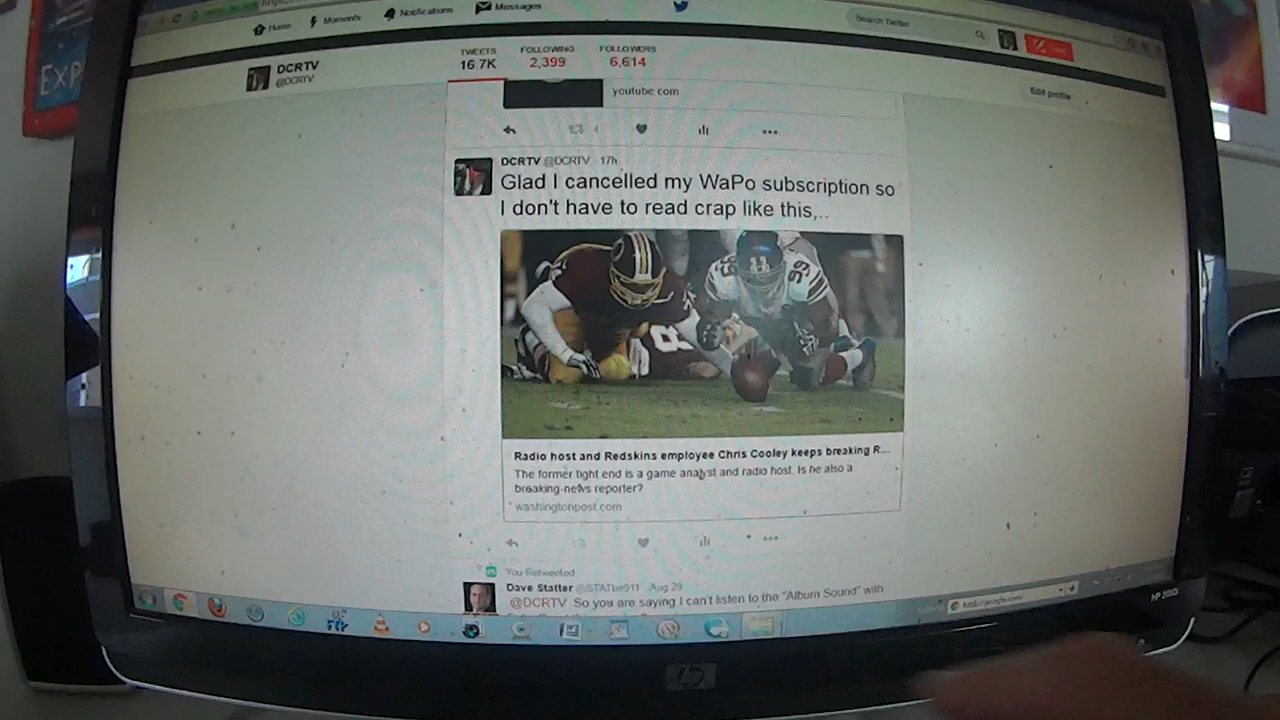 EXP
Home Moments Notifications Messages
Search Twitter
DCRTV
@DCRTV
TWEETS FOLLOWING FOLLOWERS
16.7K 2,399 6,614
Edit profile
youtube com
4
DCRTV @DCRTV 17h
Glad I cancelled my WaPo subscription so
I don't have to read crap like this,..
99
Radio host and Redskins employee Chris Cooley keeps breaking R...
The former tight end is a game analyst and radio host. Is he also a
breaking-news reporter?
washingtonpost.com
You Retweeted
Dave Statter @STATter911 Aug 29
@DCRTV So you are saying I can't listen to the "Album Sound" with
hp